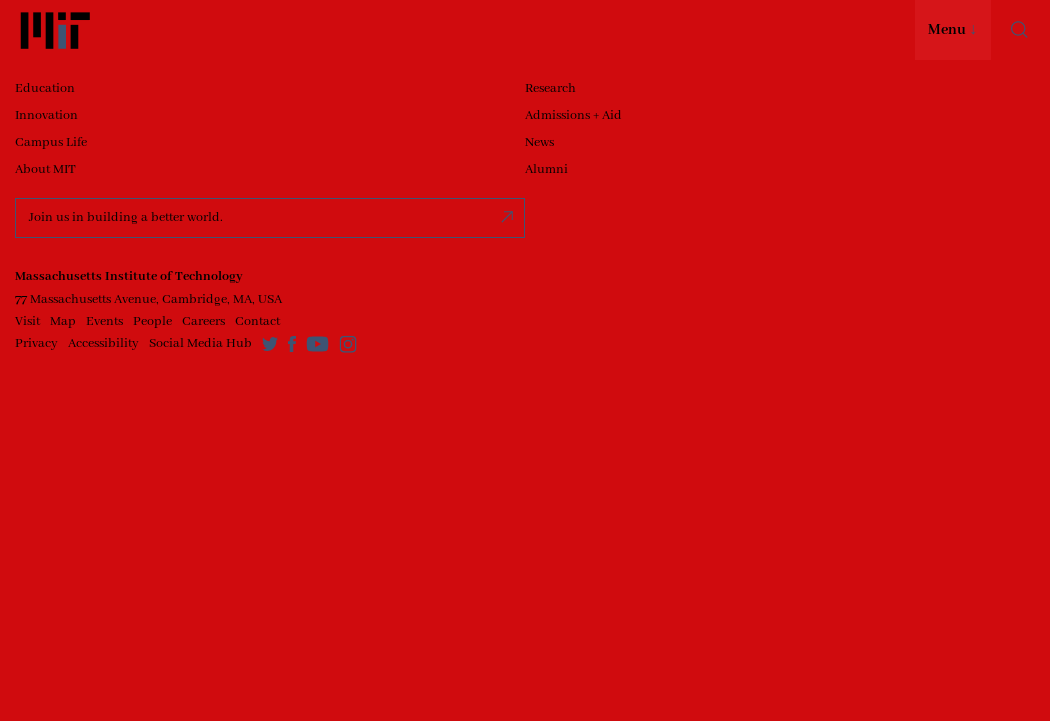 MIT
Menu
Education
Research
Innovation
Admissions + Aid
Campus Life
News
About MIT
Alumni
Join us in building a better world.
Massachusetts Institute of Technology
77 Massachusetts Avenue, Cambridge, MA, USA
Visit Map Events People Careers Contact
Privacy Accessibility Social Media Hub